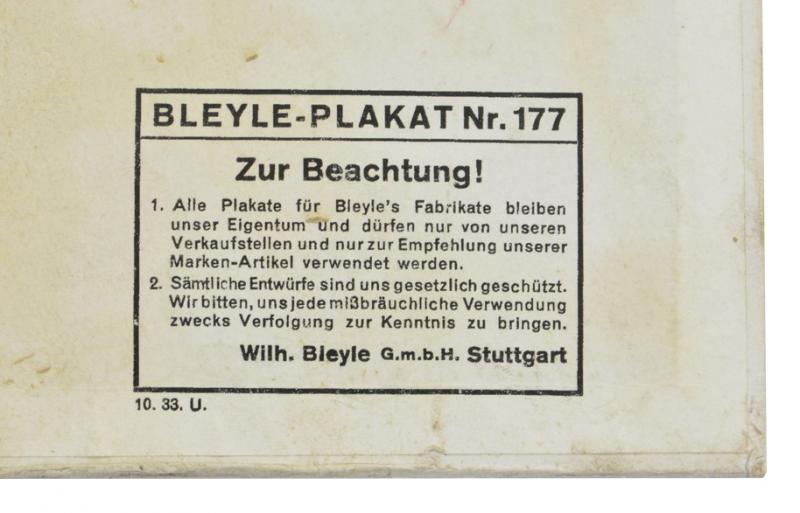 BLEYLE-PLAKAT Nr. 177
Zur Beachtung!
1. Alle Plakate für Bleyle's Fabrikate bleiben
unser Eigentum und dürfen nur von unseren
Verkaufstellen und nur zur Empfehlung unserer
Marken-Artikel verwendet werden.
2. Sämtliche Entwürfe sind uns gesetzlich geschützt.
Wir bitten, uns jede mißbräuchliche Verwendung
zwecks Verfolgung zur Kenntnis zu bringen.
Wilh. Bleyle G.m.b.H. Stuttgart
10. 33. U.